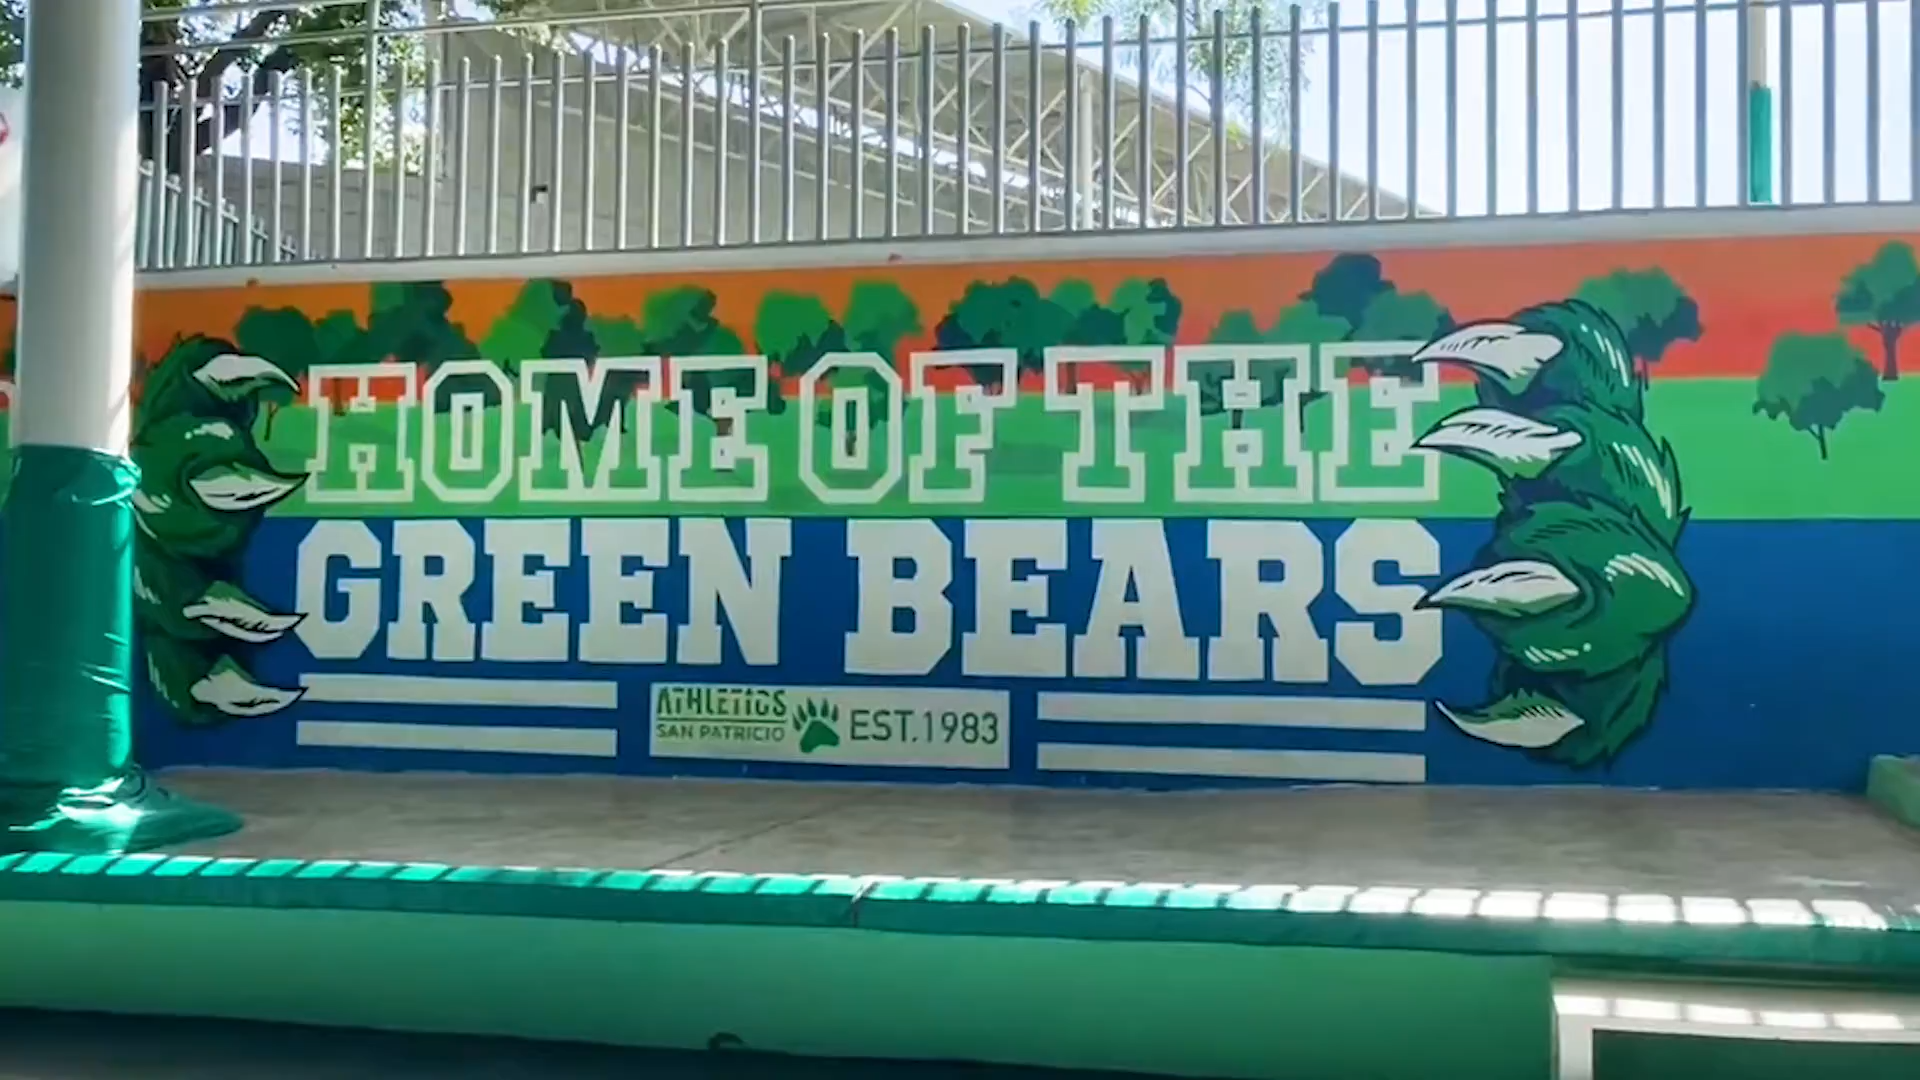 HOME OF THE
GREEN BEARS
ATHLETICS
SAN PATRICIO
EST.1983